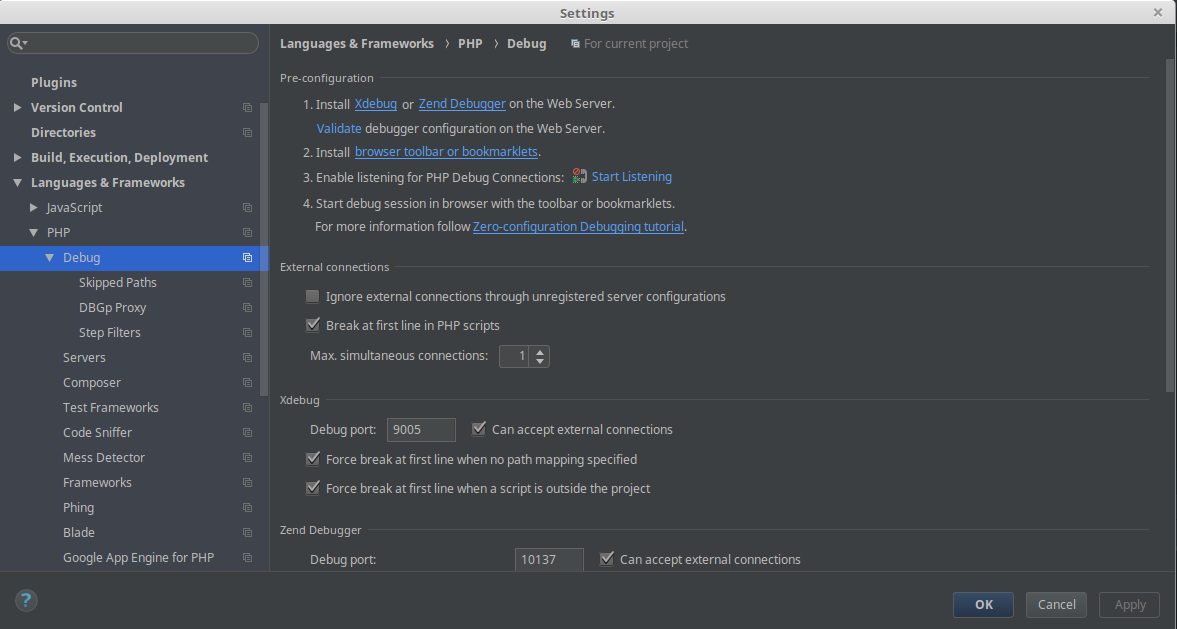 Settings
Languages & Frameworks › PHP › Debug For current project
Plugins
Version Control
Directories
Build, Execution, Deployment
Languages & Frameworks
JavaScript
PHP
Debug
Skipped Paths
DBGp Proxy
Step Filters
Servers
Composer
Test Frameworks
Code Sniffer
Mess Detector
Frameworks
Phing
Blade
Google App Engine for PHP
Pre-configuration
1. Install Xdebug or Zend Debugger on the Web Server.
Validate debugger configuration on the Web Server.
2. Install browser toolbar or bookmarklets.
3. Enable listening for PHP Debug Connections: Start Listening
4. Start debug session in browser with the toolbar or bookmarklets.
For more information follow Zero-configuration Debugging tutorial.
External connections
Ignore external connections through unregistered server configurations
Break at first line in PHP scripts
Max. simultaneous connections: 1
Xdebug
Debug port: 9005 Can accept external connections
Force break at first line when no path mapping specified
Force break at first line when a script is outside the project
Zend Debugger
Debug port: 10137 Can accept external connections
? OK Cancel Apply